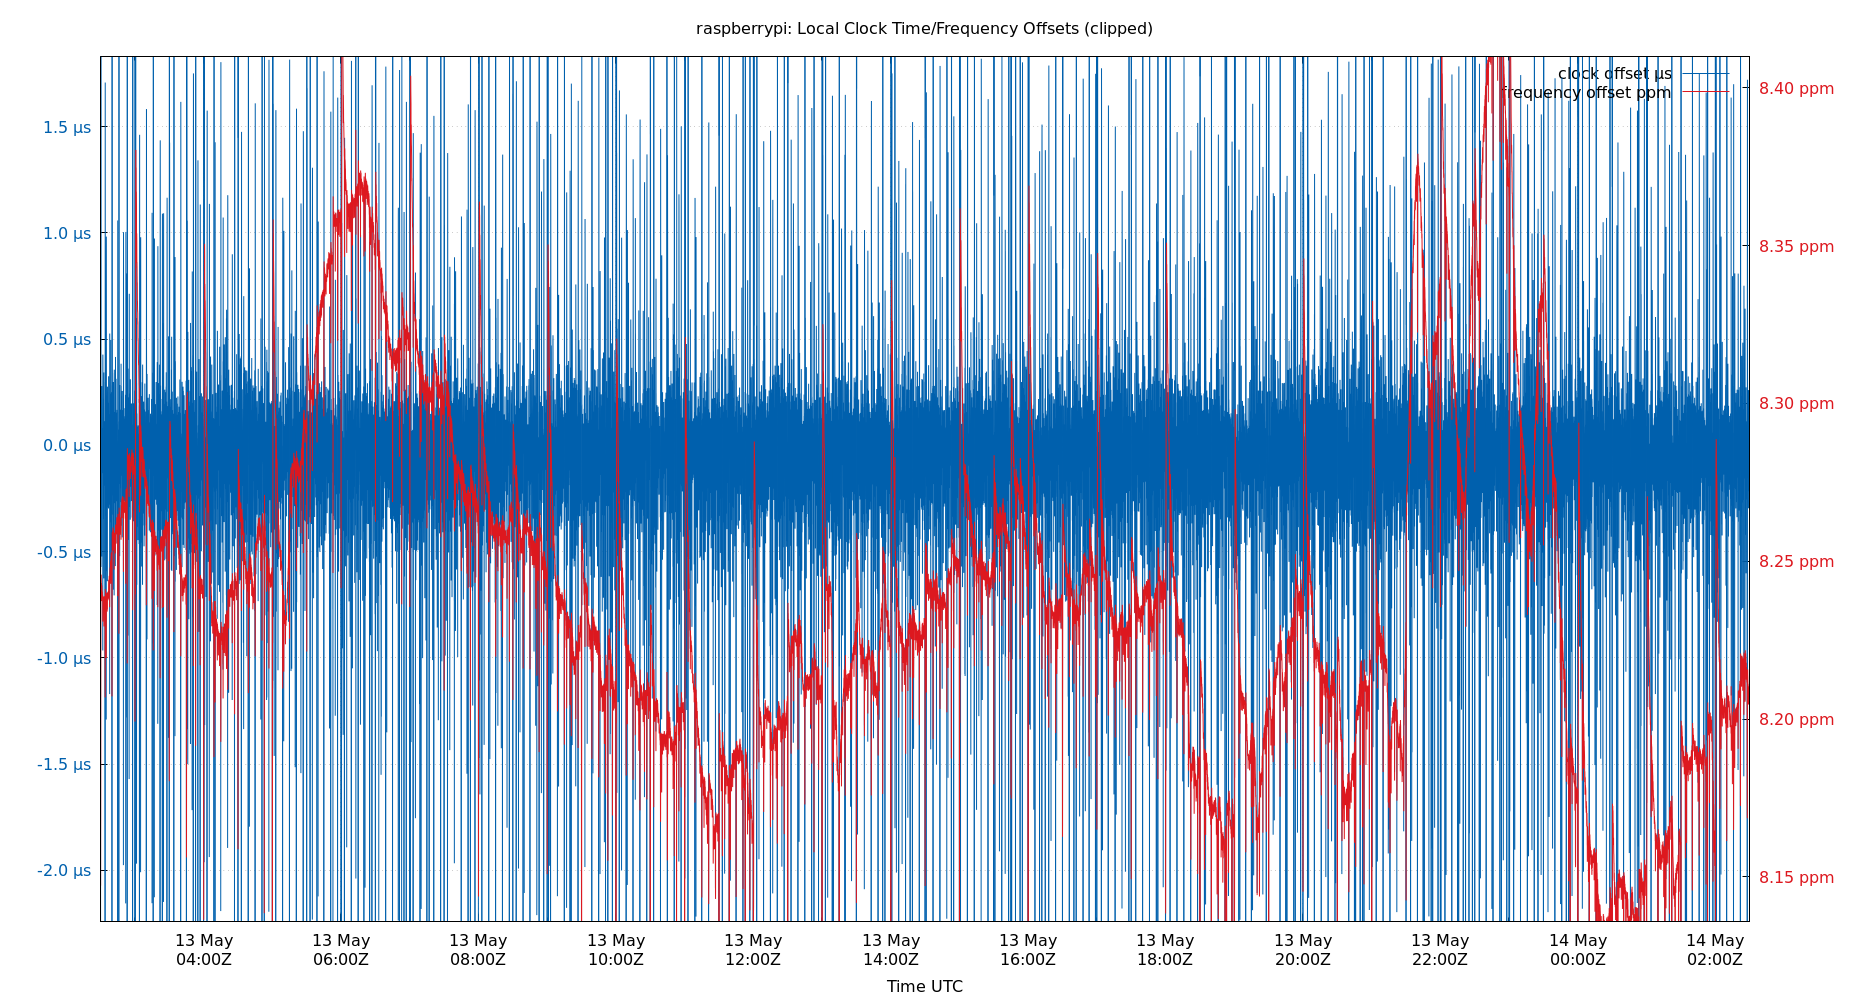 raspberrypi: Local Clock Time/Frequency Offsets (clipped)
clock offset µs
frequency offset ppm
1.5 µs
1.0 µs
0.5 µs
0.0 µs
-0.5 µs
-1.0 µs
-1.5 µs
-2.0 µs
8.40 ppm
8.35 ppm
8.30 ppm
8.25 ppm
8.20 ppm
8.15 ppm
13 May
04:00Z
13 May
06:00Z
13 May
08:00Z
13 May
10:00Z
13 May
12:00Z
13 May
14:00Z
13 May
16:00Z
13 May
18:00Z
13 May
20:00Z
13 May
22:00Z
14 May
00:00Z
14 May
02:00Z
Time UTC